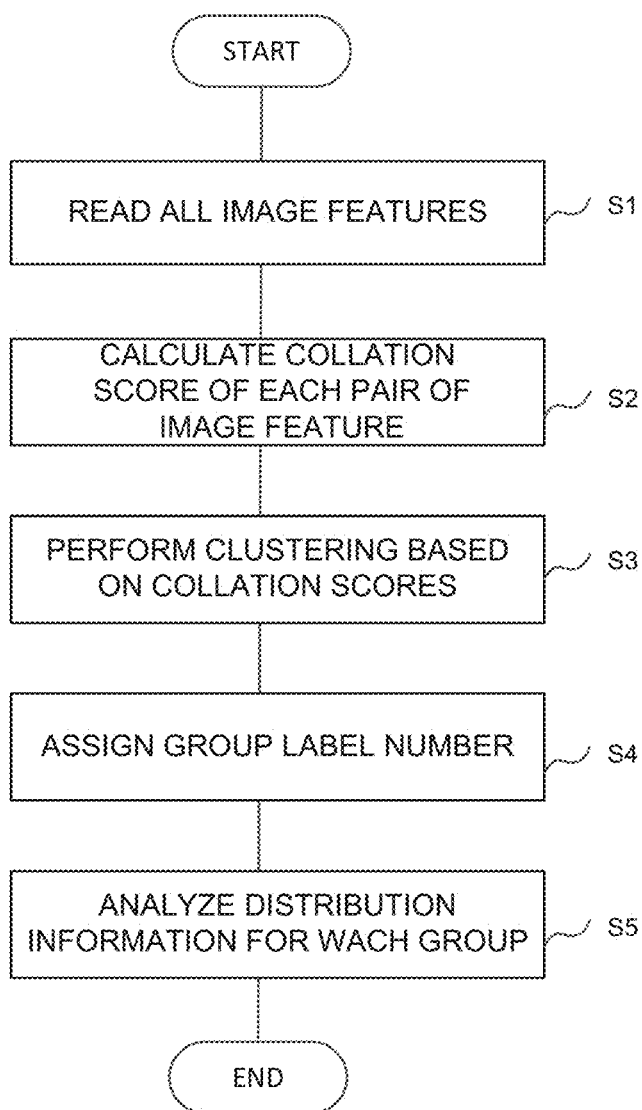 START
READ ALL IMAGE FEATURES
S1
CALCULATE COLLATION
SCORE OF EACH PAIR OF
IMAGE FEATURE
S2
PERFORM CLUSTERING BASED
ON COLLATION SCORES
S3
ASSIGN GROUP LABEL NUMBER
S4
ANALYZE DISTRIBUTION
INFORMATION FOR WACH GROUP
S5
END